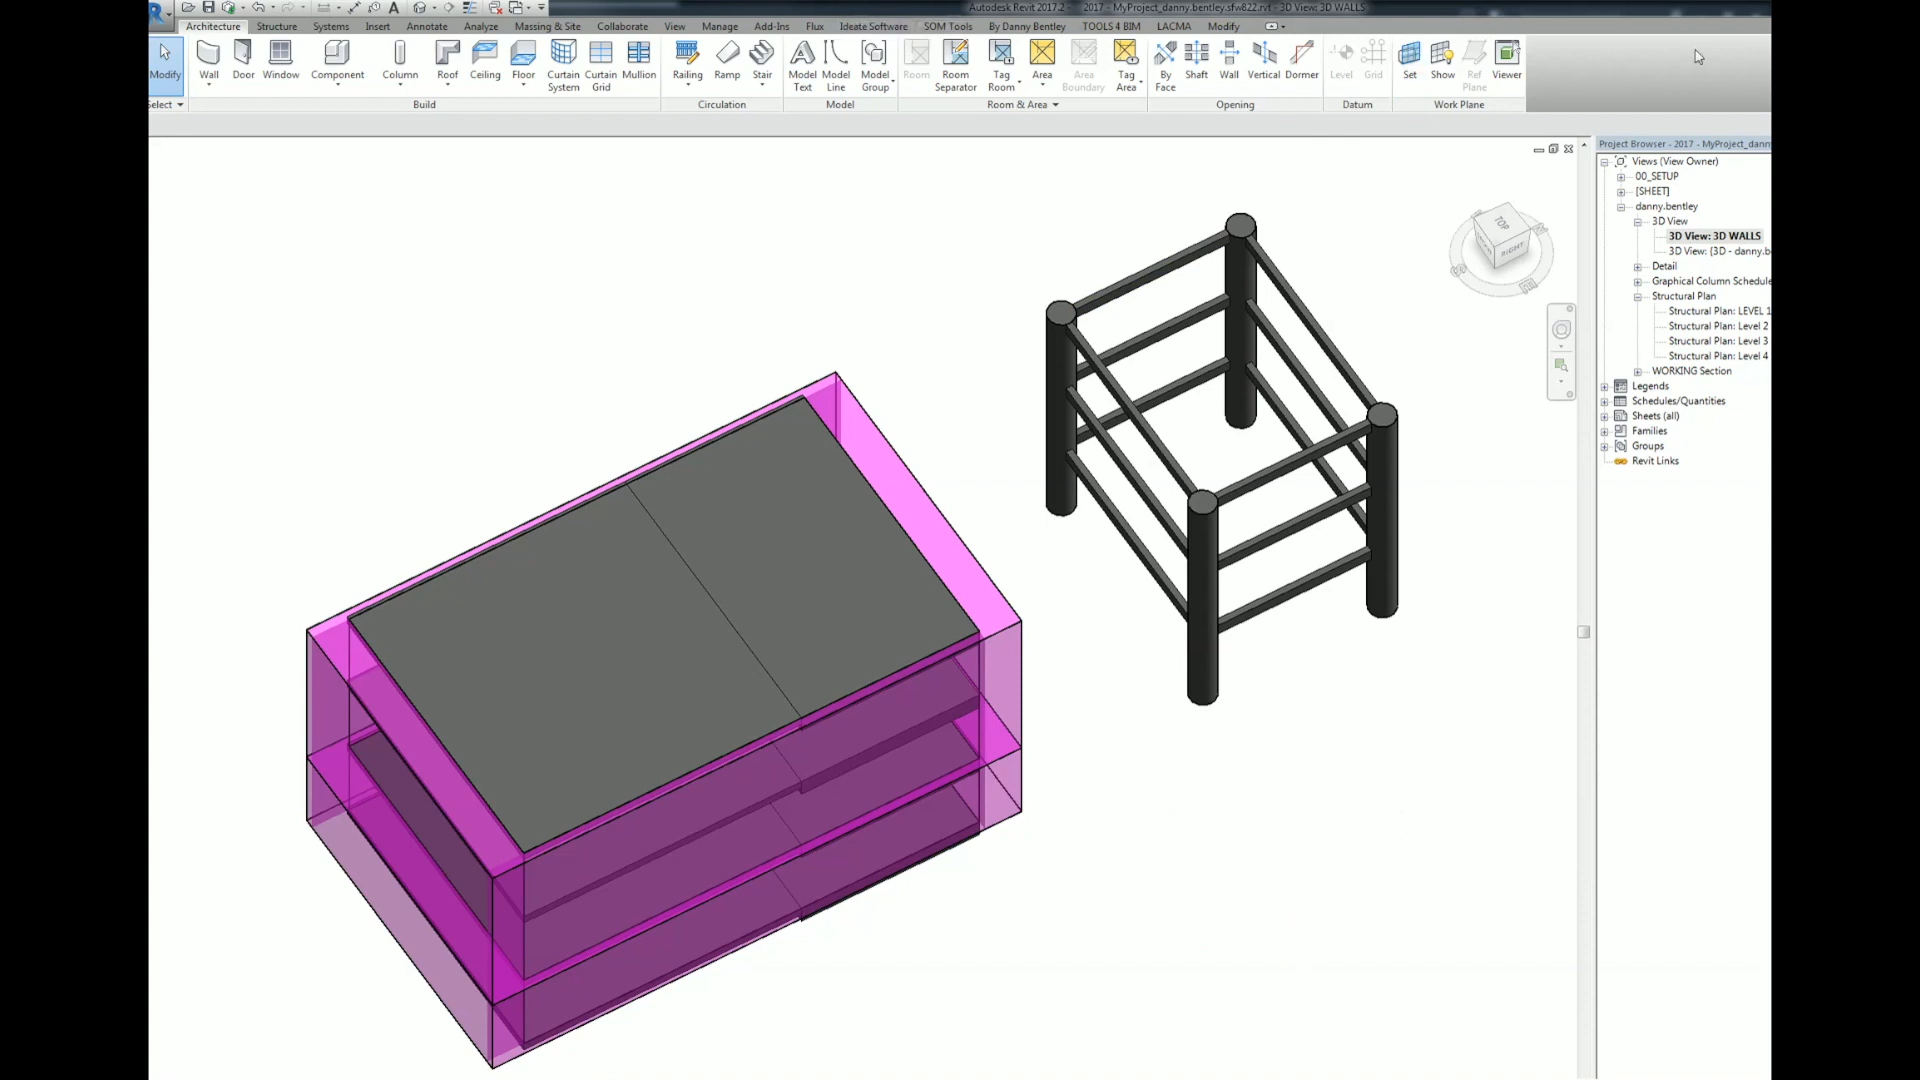 Autodesk Revit 2017.2 - 2017 - MyProject_danny.bentley.sfw822.rvt - 3D View: 3D WALLS
Architecture Structure Systems Insert Annotate Analyze Massing & Site Collaborate View Manage Add-Ins Flux Ideate Software SOM Tools By Danny Bentley TOOLS 4 BIM LACMA Modify
Modify Wall Door Window Component Column Roof Ceiling Floor Curtain System Curtain Grid Mullion Railing Ramp Stair Model Text Model Line Model Group Room Room Separator Tag Room Area Area Boundary Tag Area By Face Shaft Wall Vertical Dormer Level Grid Set Show Ref Plane Viewer
Select Build Circulation Model Room & Area Opening Datum Work Plane
Project Browser - 2017 - MyProject_danny
Views (View Owner)
00_SETUP
[SHEET]
danny.bentley
3D View
3D View: 3D WALLS
3D View: {3D - danny.b
Detail
Graphical Column Schedule
Structural Plan
Structural Plan: LEVEL 1
Structural Plan: Level 2
Structural Plan: Level 3
Structural Plan: Level 4
WORKING Section
Legends
Schedules/Quantities
Sheets (all)
Families
Groups
Revit Links
TOP
RIGHT